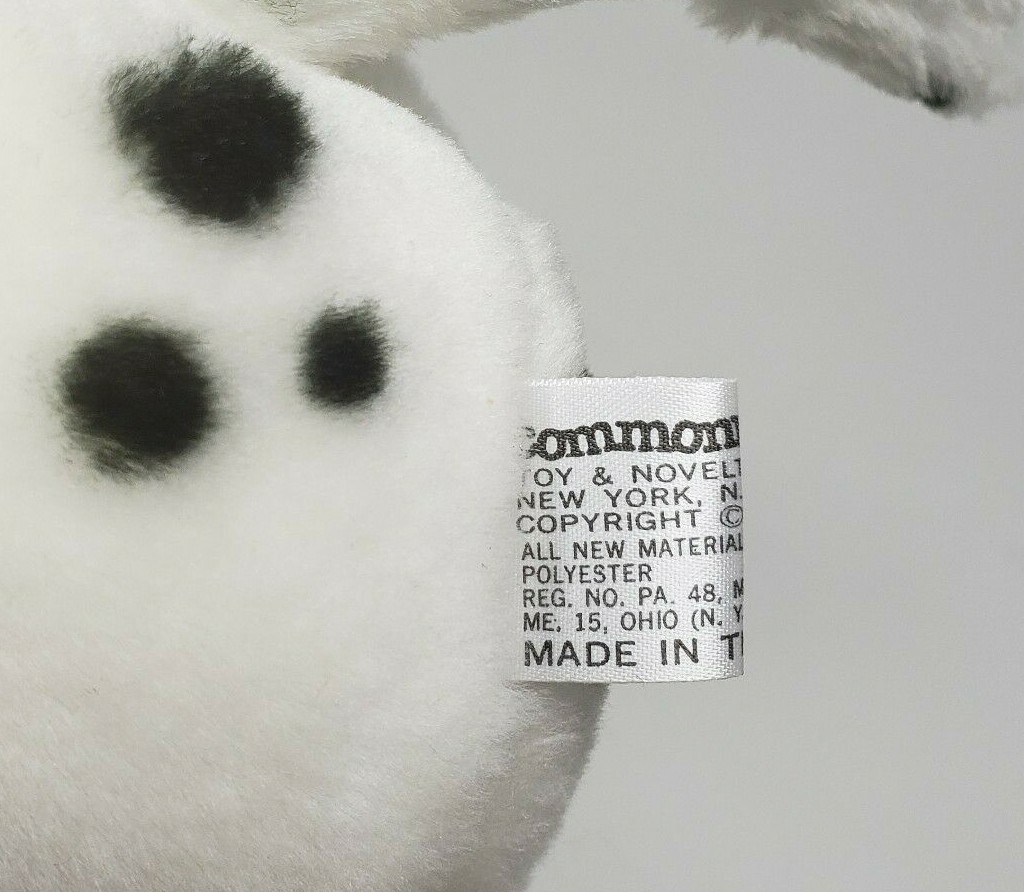 commonw
TOY & NOVELT
NEW YORK, N.
COPYRIGHT ©
ALL NEW MATERIAL
POLYESTER
REG. NO. PA. 48, M
ME. 15, OHIO (N. Y
MADE IN T